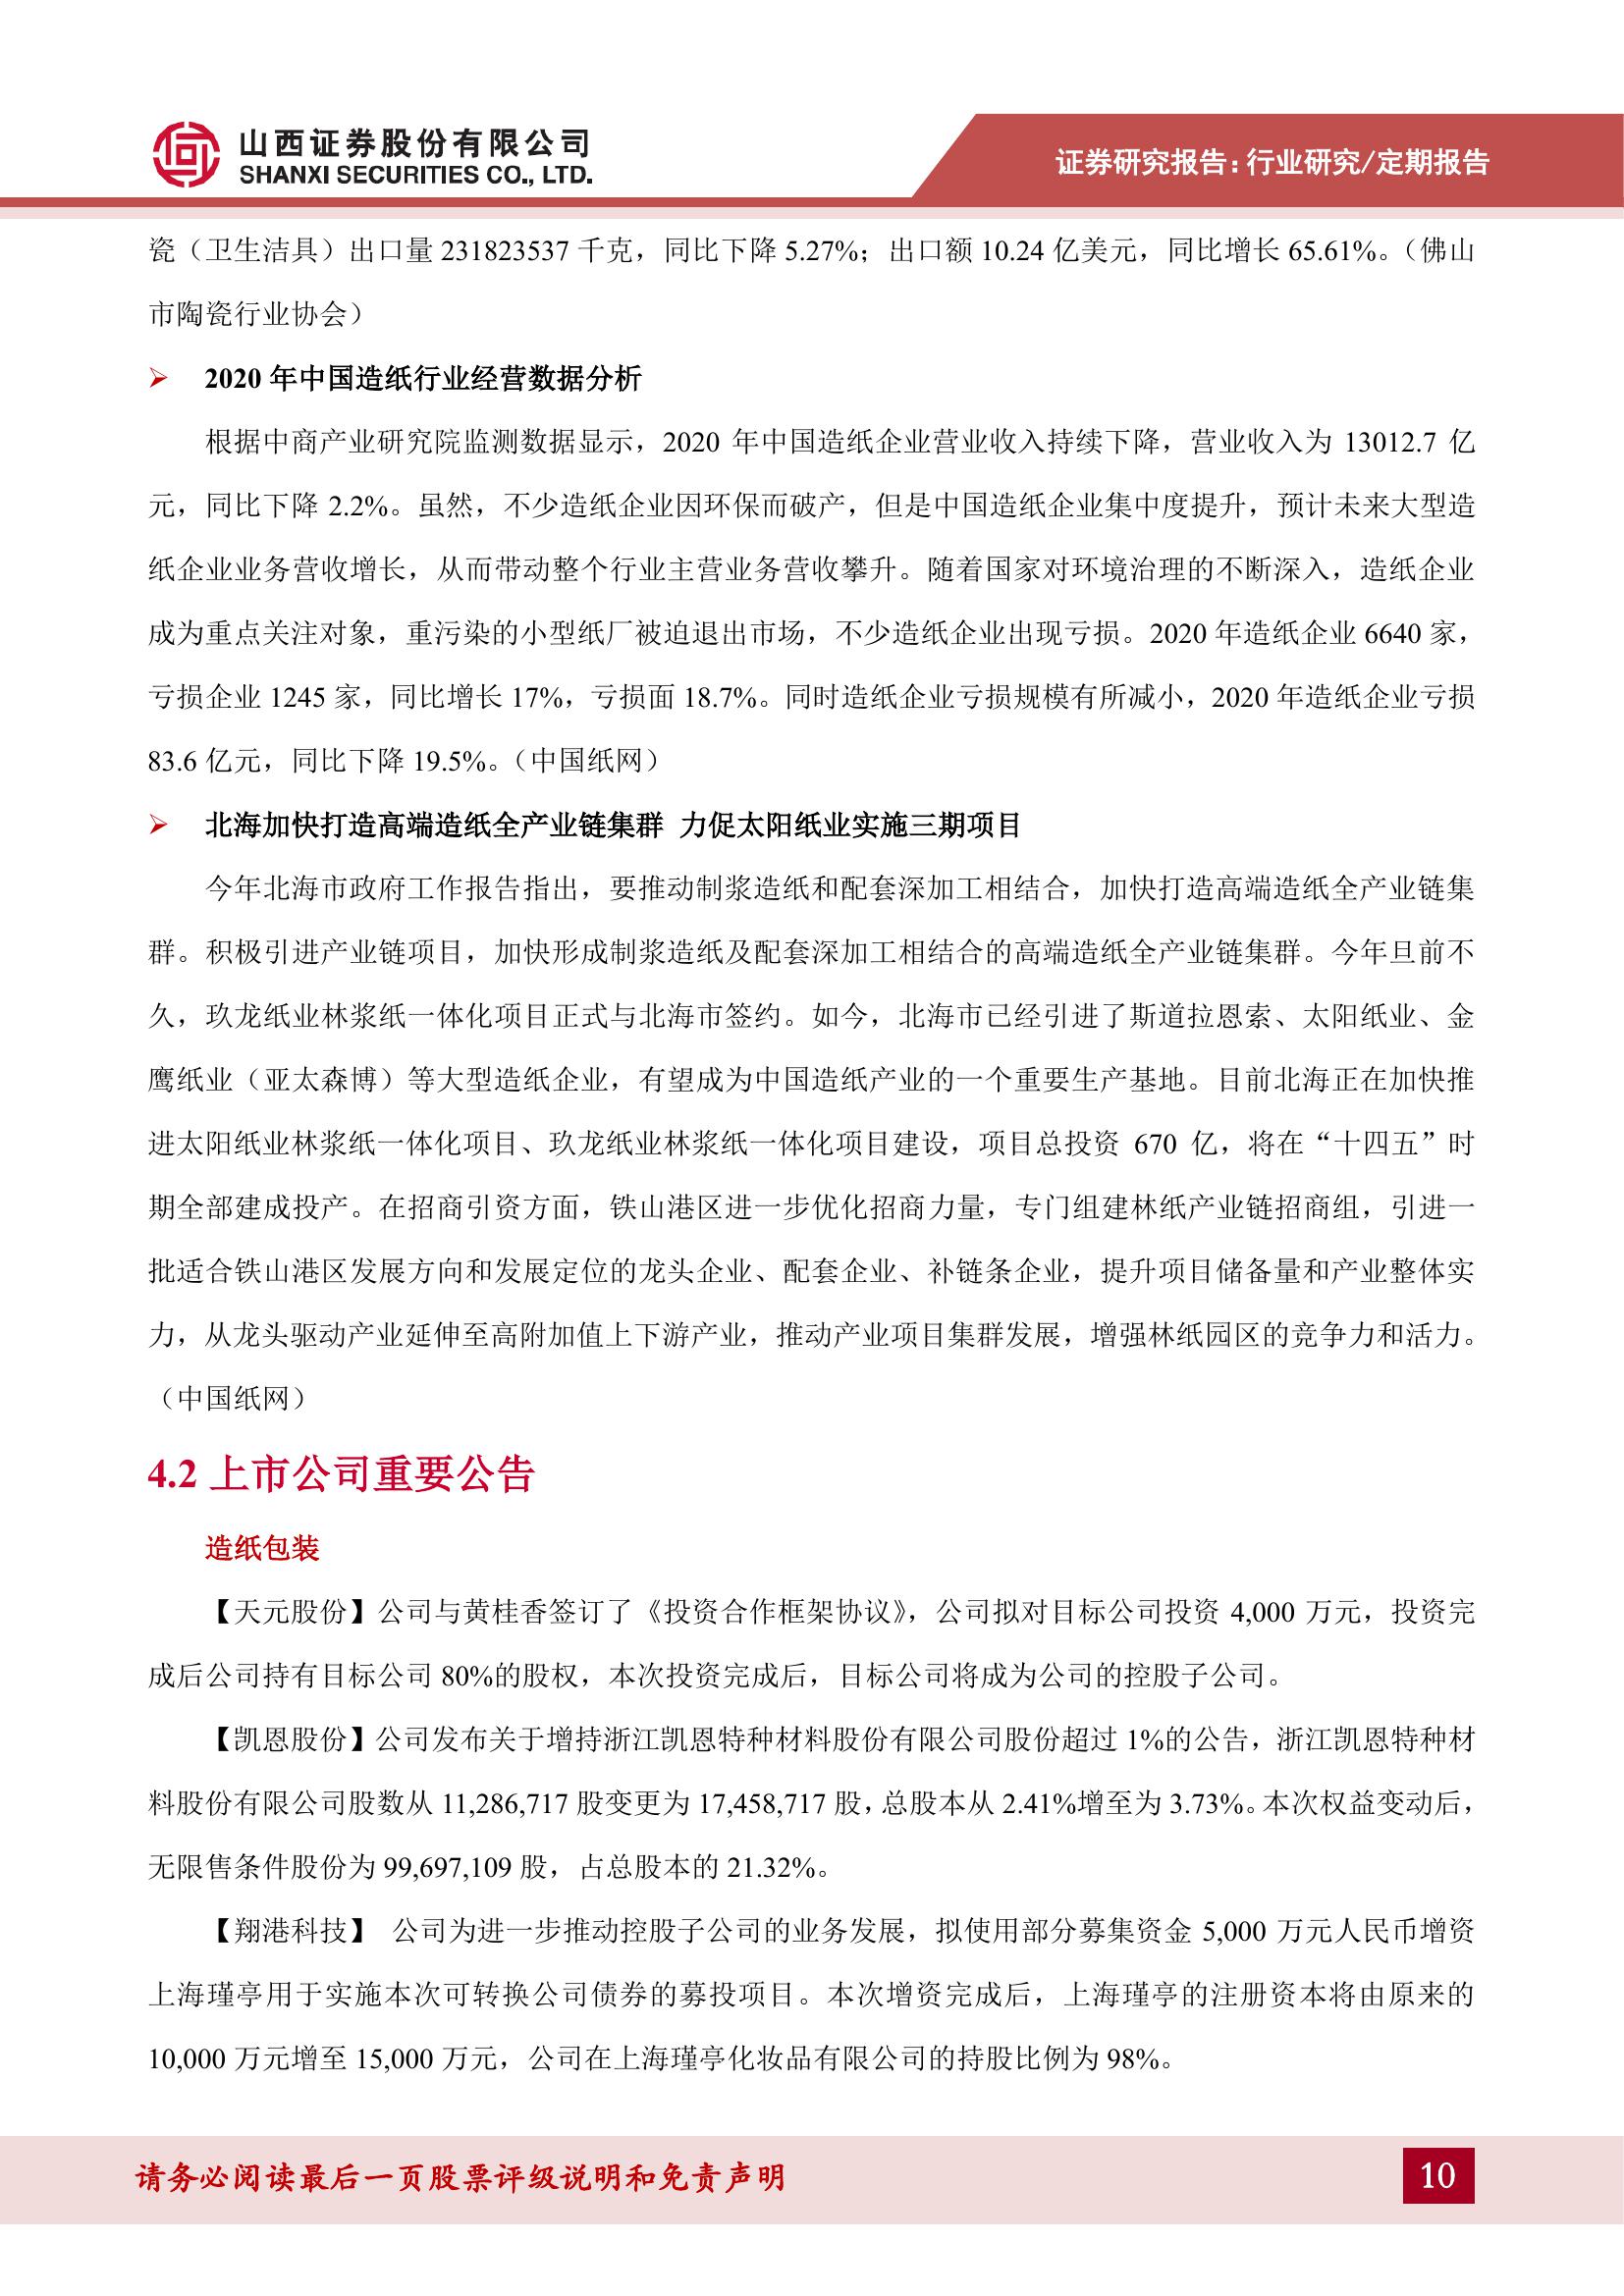 山西证券股份有限公司
SHANXI SECURITIES CO., LTD.
证券研究报告：行业研究/定期报告
瓷（卫生洁具）出口量 231823537 千克，同比下降 5.27%；出口额 10.24 亿美元，同比增长 65.61%。（佛山
市陶瓷行业协会）
➢ 2020 年中国造纸行业经营数据分析
根据中商产业研究院监测数据显示，2020 年中国造纸企业营业收入持续下降，营业收入为 13012.7 亿
元，同比下降 2.2%。虽然，不少造纸企业因环保而破产，但是中国造纸企业集中度提升，预计未来大型造
纸企业业务营收增长，从而带动整个行业主营业务营收攀升。随着国家对环境治理的不断深入，造纸企业
成为重点关注对象，重污染的小型纸厂被迫退出市场，不少造纸企业出现亏损。2020 年造纸企业 6640 家，
亏损企业 1245 家，同比增长 17%，亏损面 18.7%。同时造纸企业亏损规模有所减小，2020 年造纸企业亏损
83.6 亿元，同比下降 19.5%。（中国纸网）
➢ 北海加快打造高端造纸全产业链集群 力促太阳纸业实施三期项目
今年北海市政府工作报告指出，要推动制浆造纸和配套深加工相结合，加快打造高端造纸全产业链集
群。积极引进产业链项目，加快形成制浆造纸及配套深加工相结合的高端造纸全产业链集群。今年旦前不
久，玖龙纸业林浆纸一体化项目正式与北海市签约。如今，北海市已经引进了斯道拉恩索、太阳纸业、金
鹰纸业（亚太森博）等大型造纸企业，有望成为中国造纸产业的一个重要生产基地。目前北海正在加快推
进太阳纸业林浆纸一体化项目、玖龙纸业林浆纸一体化项目建设，项目总投资 670 亿，将在“十四五”时
期全部建成投产。在招商引资方面，铁山港区进一步优化招商力量，专门组建林纸产业链招商组，引进一
批适合铁山港区发展方向和发展定位的龙头企业、配套企业、补链条企业，提升项目储备量和产业整体实
力，从龙头驱动产业延伸至高附加值上下游产业，推动产业项目集群发展，增强林纸园区的竞争力和活力。
（中国纸网）
4.2 上市公司重要公告
造纸包装
【天元股份】公司与黄桂香签订了《投资合作框架协议》，公司拟对目标公司投资 4,000 万元，投资完
成后公司持有目标公司 80%的股权，本次投资完成后，目标公司将成为公司的控股子公司。
【凯恩股份】公司发布关于增持浙江凯恩特种材料股份有限公司股份超过 1%的公告，浙江凯恩特种材
料股份有限公司股数从 11,286,717 股变更为 17,458,717 股，总股本从 2.41%增至为 3.73%。本次权益变动后，
无限售条件股份为 99,697,109 股，占总股本的 21.32%。
【翔港科技】 公司为进一步推动控股子公司的业务发展，拟使用部分募集资金 5,000 万元人民币增资
上海瑾亭用于实施本次可转换公司债券的募投项目。本次增资完成后，上海瑾亭的注册资本将由原来的
10,000 万元增至 15,000 万元，公司在上海瑾亭化妆品有限公司的持股比例为 98%。
请务必阅读最后一页股票评级说明和免责声明
10